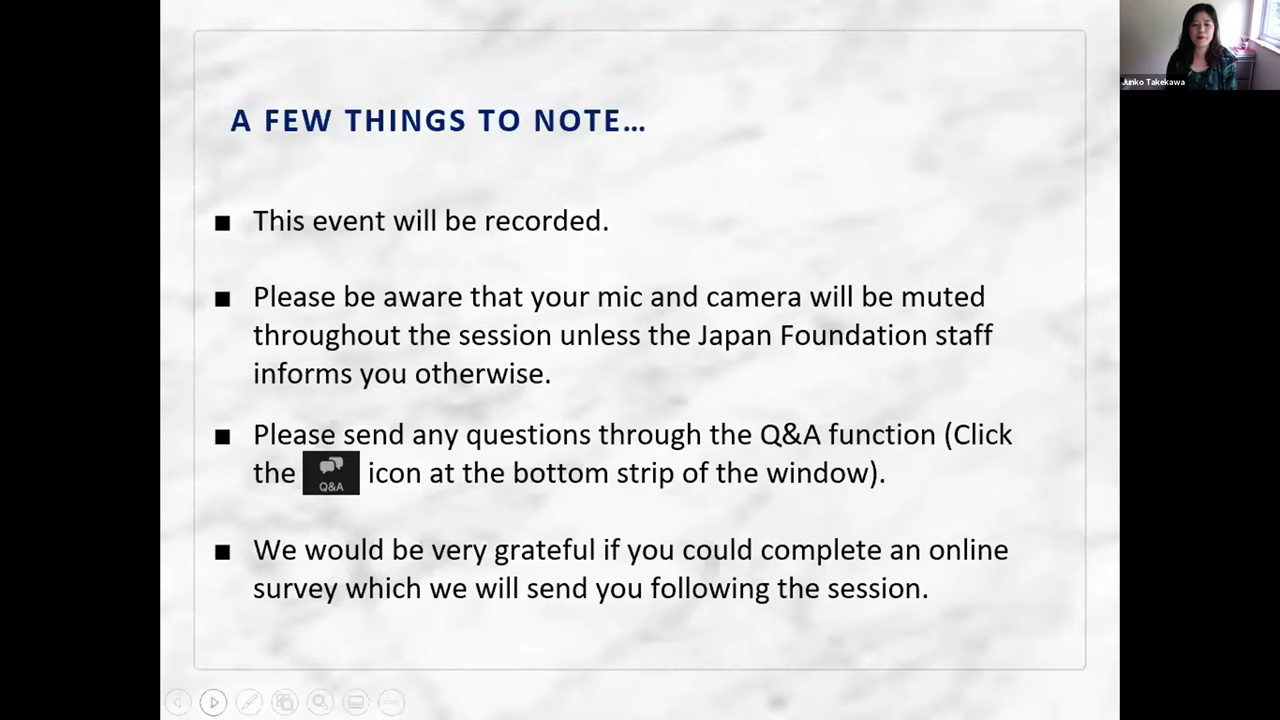 A FEW THINGS TO NOTE…
Junko Takekawa
■ This event will be recorded.
■ Please be aware that your mic and camera will be muted
throughout the session unless the Japan Foundation staff
informs you otherwise.
■ Please send any questions through the Q&A function (Click
the Q&A icon at the bottom strip of the window).
■ We would be very grateful if you could complete an online
survey which we will send you following the session.